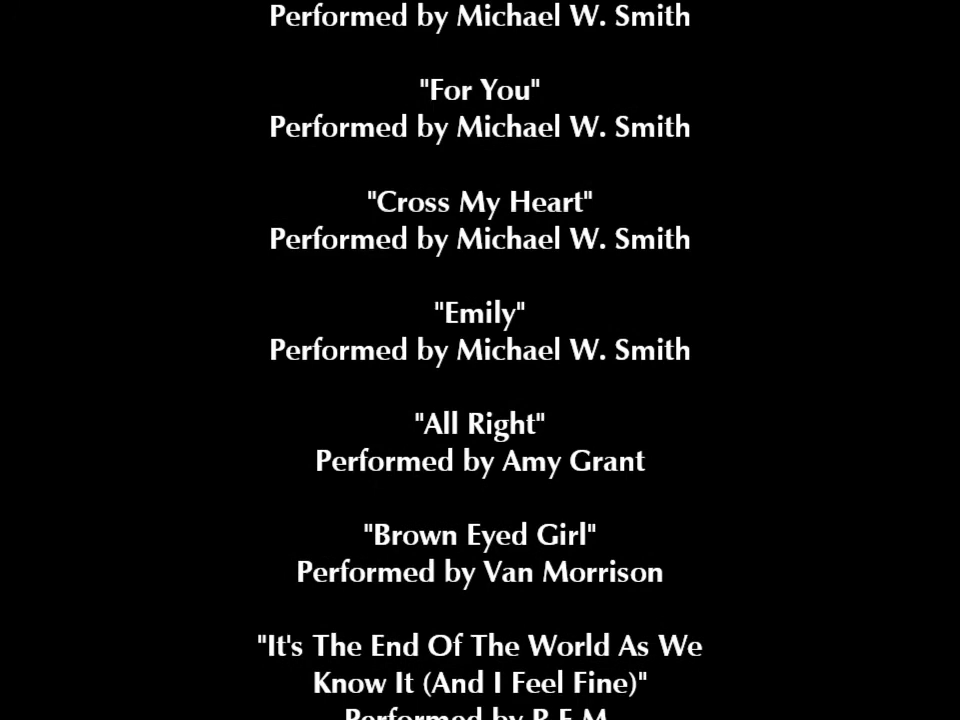 Performed by Michael W. Smith
"For You"
Performed by Michael W. Smith
"Cross My Heart"
Performed by Michael W. Smith
"Emily"
Performed by Michael W. Smith
"All Right"
Performed by Amy Grant
"Brown Eyed Girl"
Performed by Van Morrison
"It's The End Of The World As We
Know It (And I Feel Fine)"
Performed by R.E.M.